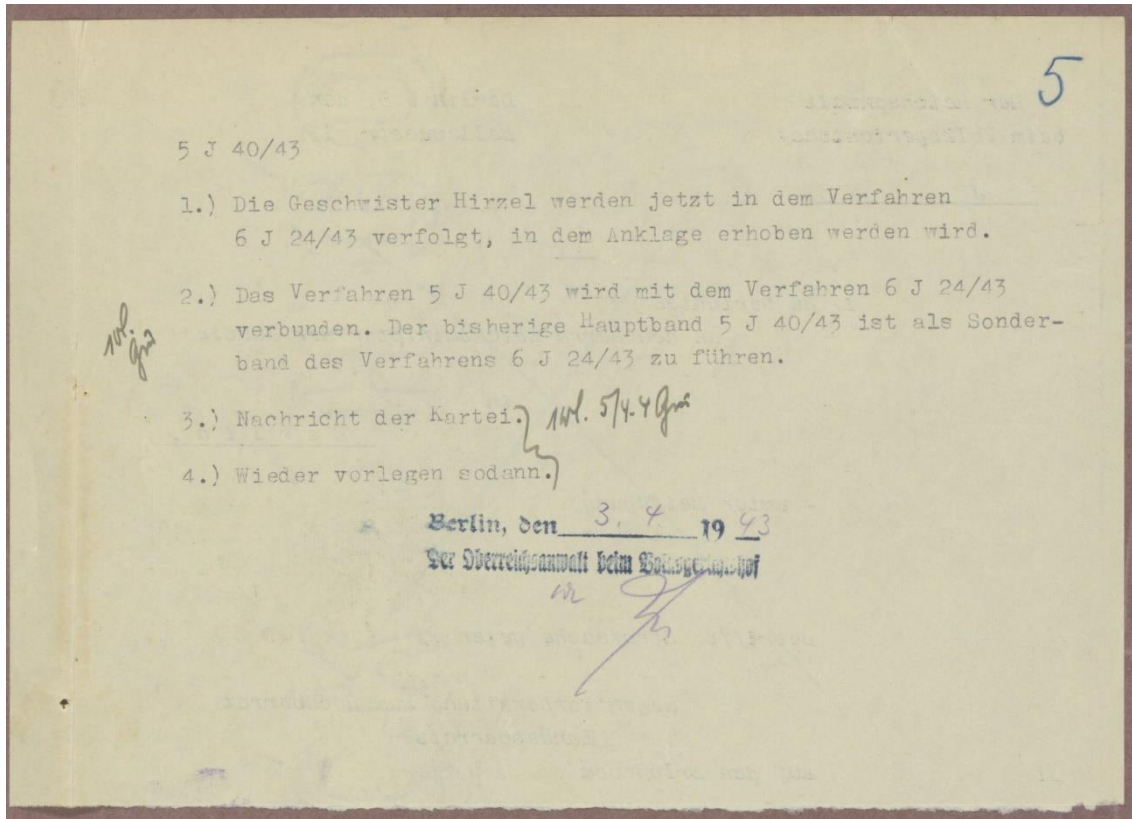 5
5 J 40/43
1.) Die Geschwister Hirzel werden jetzt in dem Verfahren
6 J 24/43 verfolgt, in dem Anklage erhoben werden wird.
2.) Das Verfahren 5 J 40/43 wird mit dem Verfahren 6 J 24/43
verbunden. Der bisherige Hauptband 5 J 40/43 ist als Sonder-
band des Verfahrens 6 J 24/43 zu führen.
3.) Nachricht der Kartei.
4.) Wieder vorlegen sodann.
Berlin, den 3. 4. 19 43
Der Oberreichsanwalt beim Volksgerichtshof